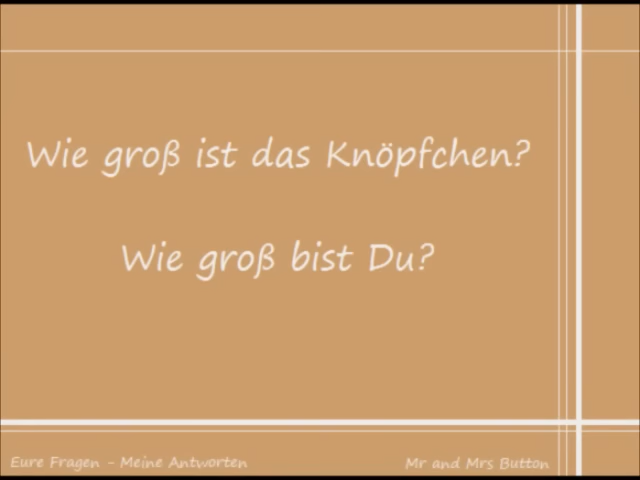 Wie groß ist das Knöpfchen?
Wie groß bist Du?
Eure Fragen - Meine Antworten
Mr and Mrs Button